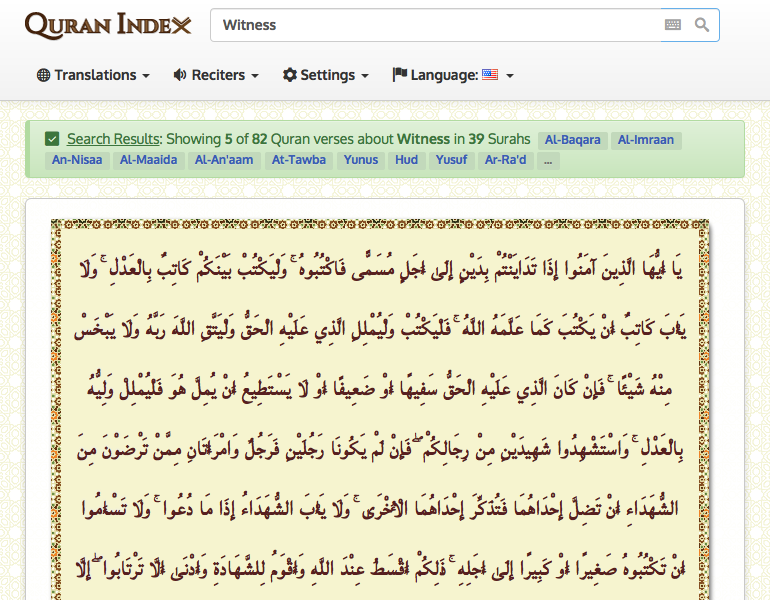 QURAN INDEX
Witness
Translations
Reciters
Settings
Language:
Search Results: Showing 5 of 82 Quran verses about Witness in 39 Surahs Al-Baqara Al-Imraan
An-Nisaa Al-Maaida Al-An'aam At-Tawba Yunus Hud Yusuf Ar-Ra'd ...
يَا أَيُّهَا الَّذِينَ آمَنُوا إِذَا تَدَايَنْتُمْ بِدَيْنٍ إِلَىٰ أَجَلٍ مُسَمًّى فَاكْتُبُوهُ ۚ وَلْيَكْتُبْ بَيْنَكُمْ كَاتِبٌ بِالْعَدْلِ ۚ وَلَا
يَأْبَ كَاتِبٌ أَنْ يَكْتُبَ كَمَا عَلَّمَهُ اللَّهُ ۚ فَلْيَكْتُبْ وَلْيُمْلِلِ الَّذِي عَلَيْهِ الْحَقُّ وَلْيَتَّقِ اللَّهَ رَبَّهُ وَلَا يَبْخَسْ
مِنْهُ شَيْئًا ۚ فَإِنْ كَانَ الَّذِي عَلَيْهِ الْحَقُّ سَفِيهًا أَوْ ضَعِيفًا أَوْ لَا يَسْتَطِيعُ أَنْ يُمِلَّ هُوَ فَلْيُمْلِلْ وَلِيُّهُ
بِالْعَدْلِ ۚ وَاسْتَشْهِدُوا شَهِيدَيْنِ مِنْ رِجَالِكُمْ ۖ فَإِنْ لَمْ يَكُونَا رَجُلَيْنِ فَرَجُلٌ وَامْرَأَتَانِ مِمَّنْ تَرْضَوْنَ مِنَ
الشُّهَدَاءِ أَنْ تَضِلَّ إِحْدَاهُمَا فَتُذَكِّرَ إِحْدَاهُمَا الْأُخْرَىٰ ۚ وَلَا يَأْبَ الشُّهَدَاءُ إِذَا مَا دُعُوا ۚ وَلَا تَسْأَمُوا
أَنْ تَكْتُبُوهُ صَغِيرًا أَوْ كَبِيرًا إِلَىٰ أَجَلِهِ ۚ ذَٰلِكُمْ أَقْسَطُ عِنْدَ اللَّهِ وَأَقْوَمُ لِلشَّهَادَةِ وَأَدْنَىٰ أَلَّا تَرْتَابُوا ۖ إِلَّا